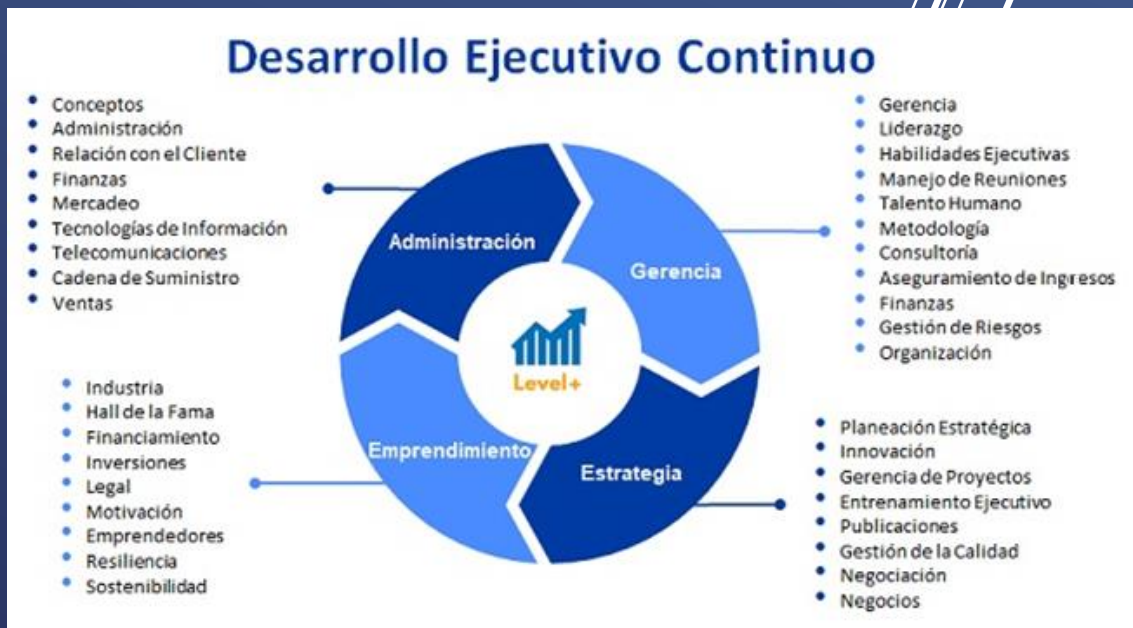 Desarrollo Ejecutivo Continuo
Conceptos
Administración
Relación con el Cliente
Finanzas
Mercadeo
Tecnologías de Información
Telecomunicaciones
Cadena de Suministro
Ventas
Gerencia
Liderazgo
Habilidades Ejecutivas
Manejo de Reuniones
Talento Humano
Metodología
Consultoría
Aseguramiento de Ingresos
Finanzas
Gestión de Riesgos
Organización
Administración
Gerencia
Level+
Emprendimiento
Estrategia
Industria
Hall de la Fama
Financiamiento
Inversiones
Legal
Motivación
Emprendedores
Resiliencia
Sostenibilidad
Planeación Estratégica
Innovación
Gerencia de Proyectos
Entrenamiento Ejecutivo
Publicaciones
Gestión de la Calidad
Negociación
Negocios